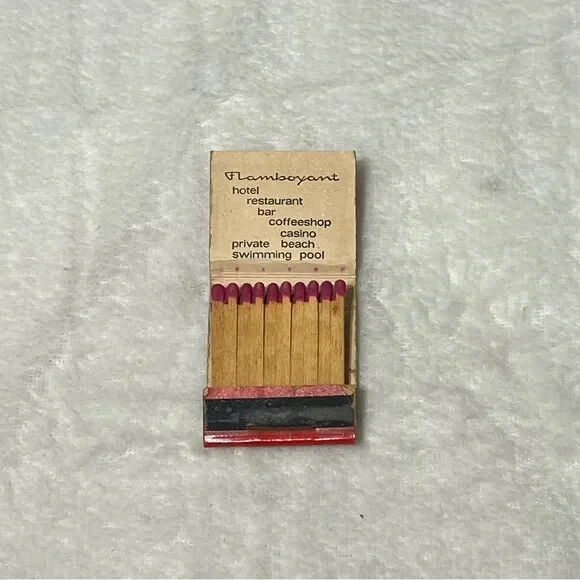 Flamboyant
hotel
restaurant
bar
coffeeshop
casino
private beach
swimming pool